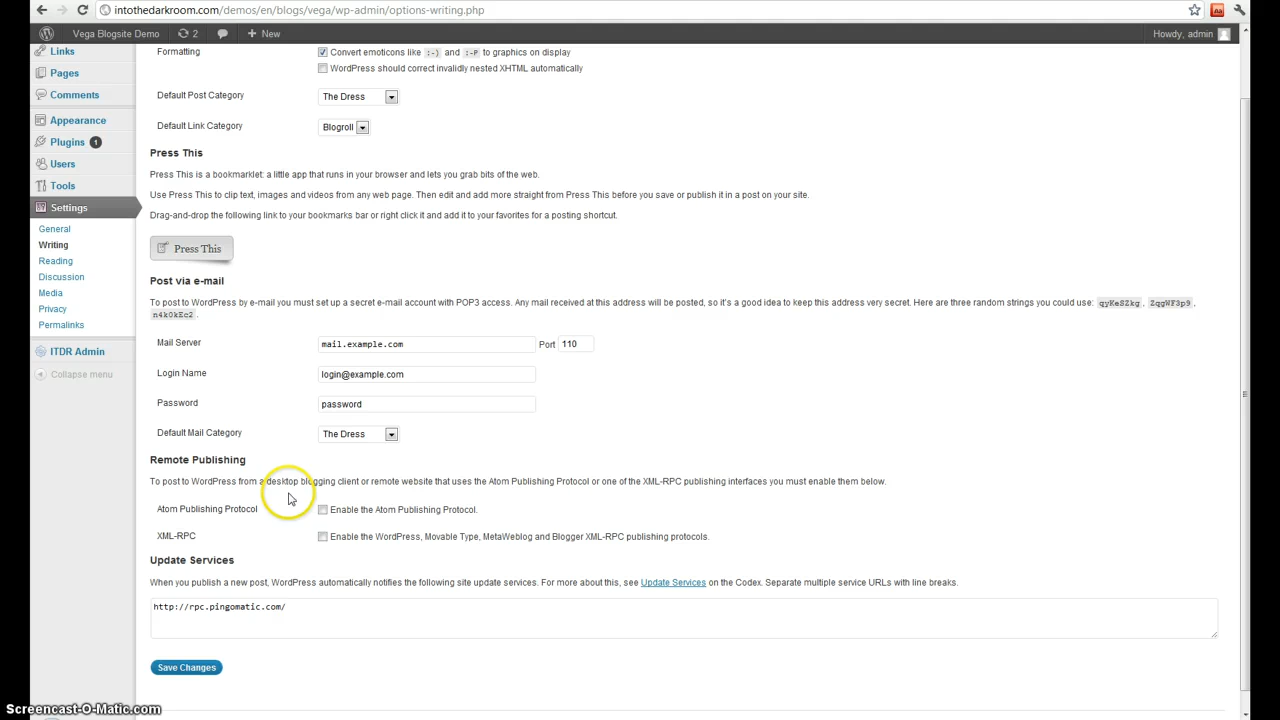 intothedarkroom.com/demos/en/blogs/vega/wp-admin/options-writing.php
Vega Blogsite Demo 2 + New Howdy, admin
Links
Pages
Comments
Appearance
Plugins 1
Users
Tools
Settings
General
Writing
Reading
Discussion
Media
Privacy
Permalinks
ITDR Admin
Collapse menu
Formatting Convert emoticons like :-) and :-P to graphics on display
WordPress should correct invalidly nested XHTML automatically
Default Post Category The Dress
Default Link Category Blogroll
Press This
Press This is a bookmarklet: a little app that runs in your browser and lets you grab bits of the web.
Use Press This to clip text, images and videos from any web page. Then edit and add more straight from Press This before you save or publish it in a post on your site.
Drag-and-drop the following link to your bookmarks bar or right click it and add it to your favorites for a posting shortcut.
Press This
Post via e-mail
To post to WordPress by e-mail you must set up a secret e-mail account with POP3 access. Any mail received at this address will be posted, so it's a good idea to keep this address very secret. Here are three random strings you could use: qyKeSZkg, ZqgWF3p9,
n4k0kEc2.
Mail Server mail.example.com Port 110
Login Name login@example.com
Password password
Default Mail Category The Dress
Remote Publishing
To post to WordPress from a desktop blogging client or remote website that uses the Atom Publishing Protocol or one of the XML-RPC publishing interfaces you must enable them below.
Atom Publishing Protocol Enable the Atom Publishing Protocol.
XML-RPC Enable the WordPress, Movable Type, MetaWeblog and Blogger XML-RPC publishing protocols.
Update Services
When you publish a new post, WordPress automatically notifies the following site update services. For more about this, see Update Services on the Codex. Separate multiple service URLs with line breaks.
http://rpc.pingomatic.com/
Save Changes
Screencast-O-Matic.com